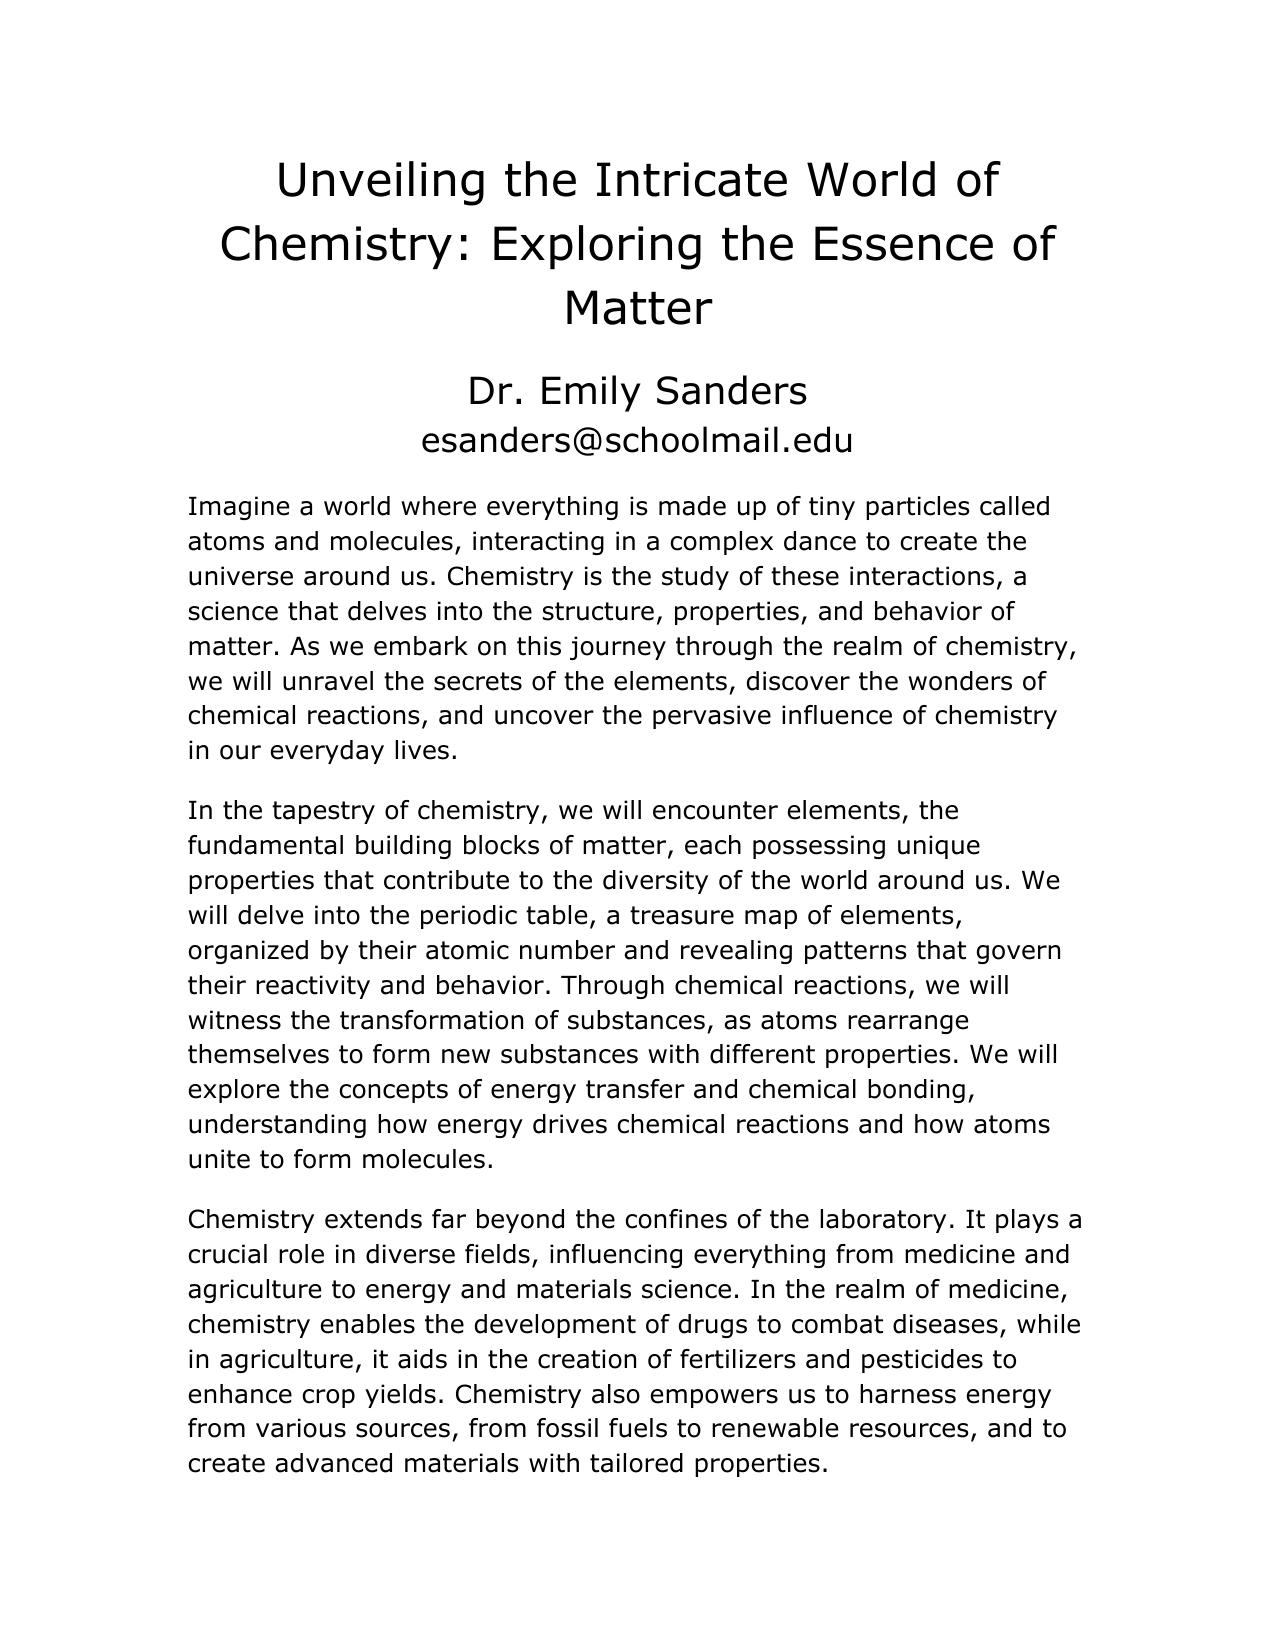 Unveiling the Intricate World of
Chemistry: Exploring the Essence of
Matter
Dr. Emily Sanders
esanders@schoolmail.edu
Imagine a world where everything is made up of tiny particles called
atoms and molecules, interacting in a complex dance to create the
universe around us. Chemistry is the study of these interactions, a
science that delves into the structure, properties, and behavior of
matter. As we embark on this journey through the realm of chemistry,
we will unravel the secrets of the elements, discover the wonders of
chemical reactions, and uncover the pervasive influence of chemistry
in our everyday lives.
In the tapestry of chemistry, we will encounter elements, the
fundamental building blocks of matter, each possessing unique
properties that contribute to the diversity of the world around us. We
will delve into the periodic table, a treasure map of elements,
organized by their atomic number and revealing patterns that govern
their reactivity and behavior. Through chemical reactions, we will
witness the transformation of substances, as atoms rearrange
themselves to form new substances with different properties. We will
explore the concepts of energy transfer and chemical bonding,
understanding how energy drives chemical reactions and how atoms
unite to form molecules.
Chemistry extends far beyond the confines of the laboratory. It plays a
crucial role in diverse fields, influencing everything from medicine and
agriculture to energy and materials science. In the realm of medicine,
chemistry enables the development of drugs to combat diseases, while
in agriculture, it aids in the creation of fertilizers and pesticides to
enhance crop yields. Chemistry also empowers us to harness energy
from various sources, from fossil fuels to renewable resources, and to
create advanced materials with tailored properties.